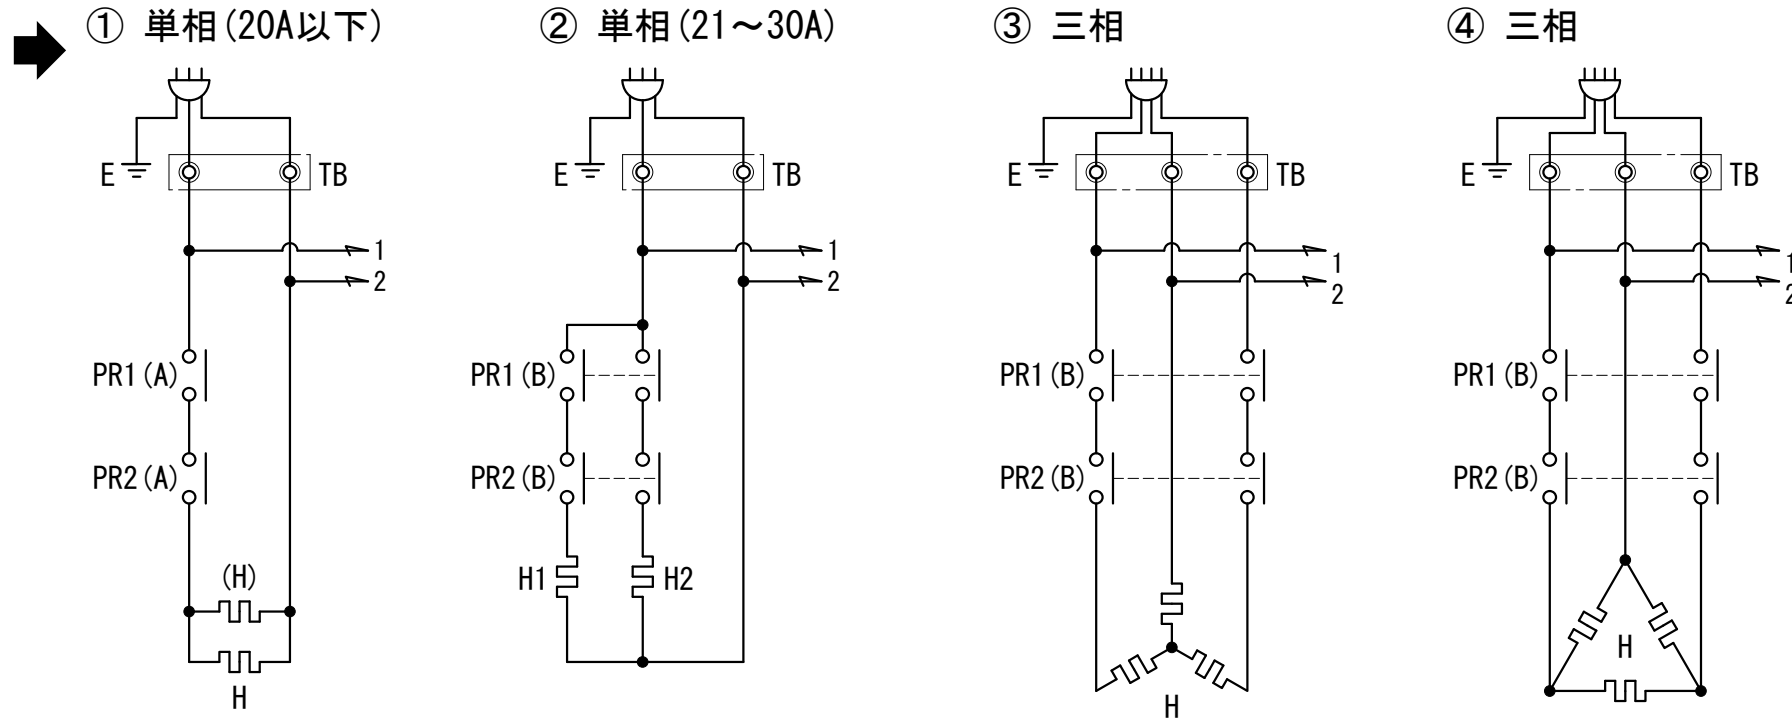 ① 単相(20A以下)
E
TB
1
2
PR1(A)
PR2(A)
(H)
H
② 単相(21～30A)
E
TB
1
2
PR1(B)
PR2(B)
H1
H2
③ 三相
E
TB
1
2
PR1(B)
PR2(B)
H
④ 三相
E
TB
1
2
PR1(B)
PR2(B)
H